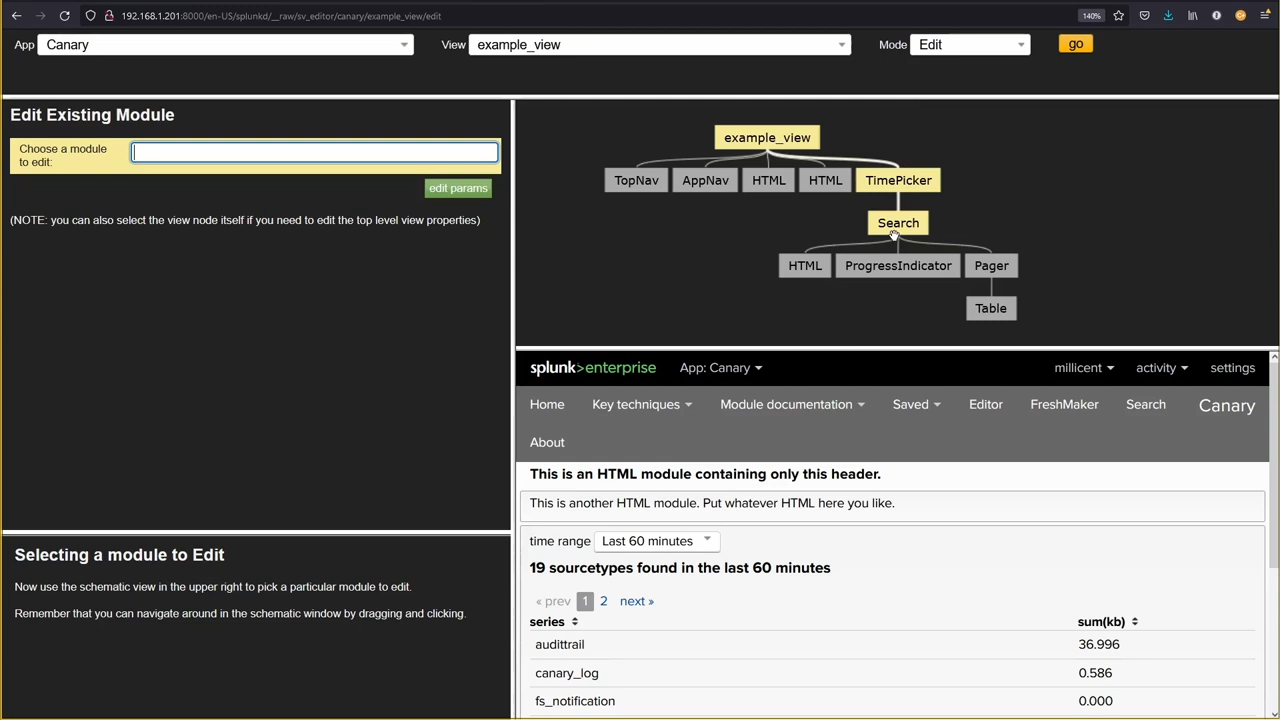 192.168.1.201:8000/en-US/splunkd/__raw/sv_editor/canary/example_view/edit
140%
App Canary View example_view Mode Edit go
Edit Existing Module
Choose a module
to edit:
edit params
(NOTE: you can also select the view node itself if you need to edit the top level view properties)
example_view
TopNav AppNav HTML HTML TimePicker
Search
HTML ProgressIndicator Pager
Table
splunk>enterprise App: Canary millicent activity settings
Home Key techniques Module documentation Saved Editor FreshMaker Search Canary
About
This is an HTML module containing only this header.
This is another HTML module. Put whatever HTML here you like.
time range Last 60 minutes
19 sourcetypes found in the last 60 minutes
« prev 1 2 next »
series sum(kb)
audittrail 36.996
canary_log 0.586
fs_notification 0.000
Selecting a module to Edit
Now use the schematic view in the upper right to pick a particular module to edit.
Remember that you can navigate around in the schematic window by dragging and clicking.